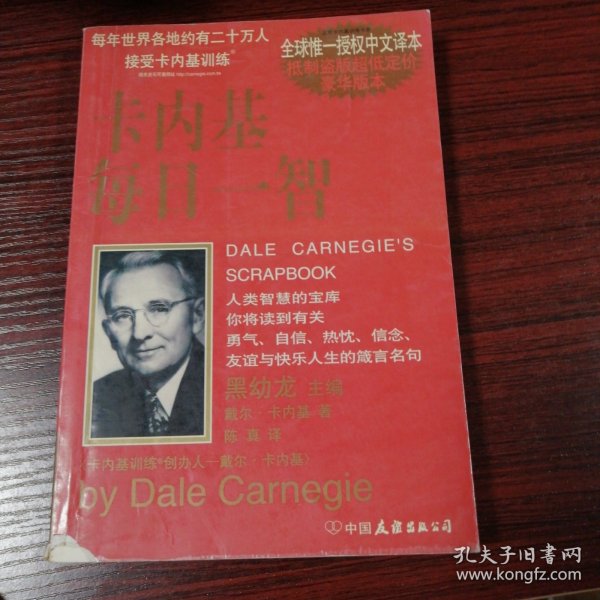 每年世界各地约有二十万人
接受卡内基训练®
http://carnegie.com.tw
全球惟一授权中文译本
抵制盗版超低定价
豪华版本
卡内基
每日一智
DALE CARNEGIE'S
SCRAPBOOK
人类智慧的宝库
你将读到有关
勇气、自信、热忱、信念、
友谊与快乐人生的箴言名句
黑幼龙 主编
戴尔·卡内基 著
陈真 译
〈卡内基训练®创办人—戴尔·卡内基〉
by Dale Carnegie
中国友谊出版公司
孔夫子旧书网
www.kongfz.com